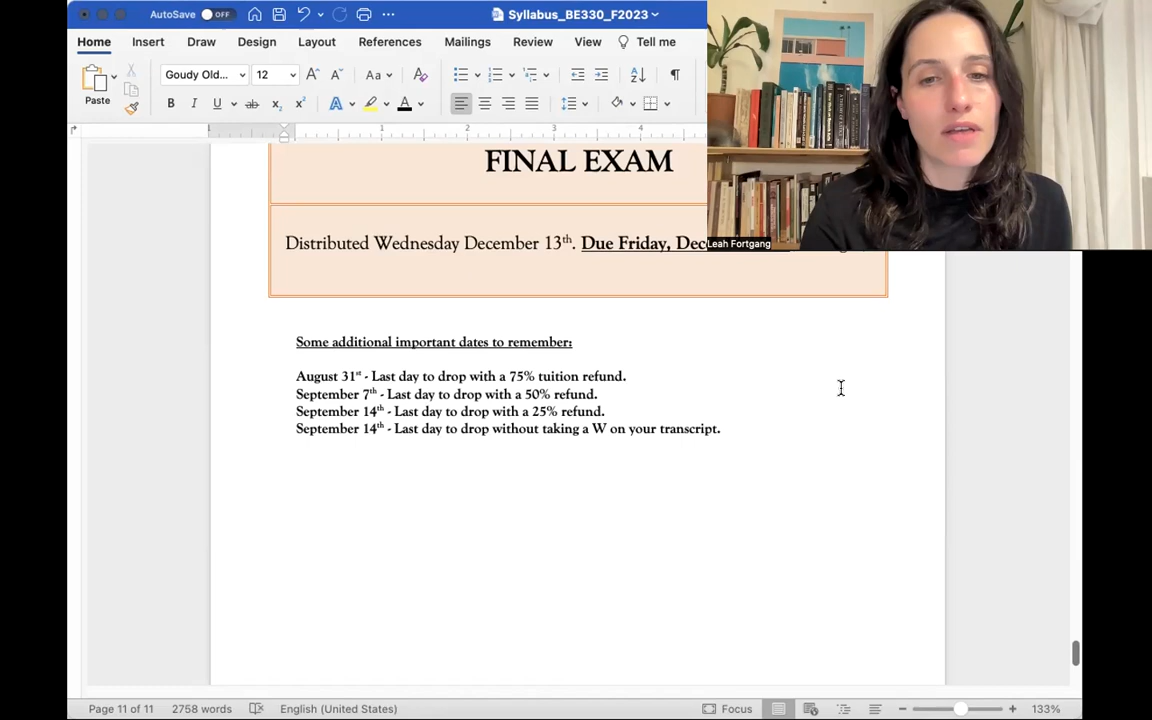 AutoSave OFF
Syllabus_BE330_F2023
Home Insert Draw Design Layout References Mailings Review View Tell me
Paste
Goudy Old... 12
FINAL EXAM
Distributed Wednesday December 13th. Due Friday, Dec
Leah Fortgang
Some additional important dates to remember:
August 31st - Last day to drop with a 75% tuition refund.
September 7th - Last day to drop with a 50% refund.
September 14th - Last day to drop with a 25% refund.
September 14th - Last day to drop without taking a W on your transcript.
Page 11 of 11 2758 words English (United States) Focus 133%